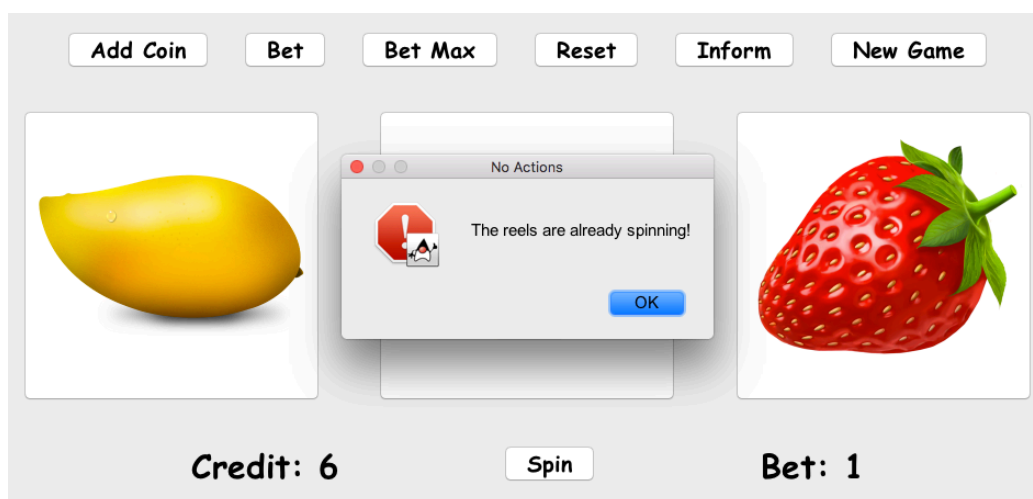 Add Coin Bet Bet Max Reset Inform New Game
No Actions
The reels are already spinning!
OK
Credit: 6 Spin Bet: 1